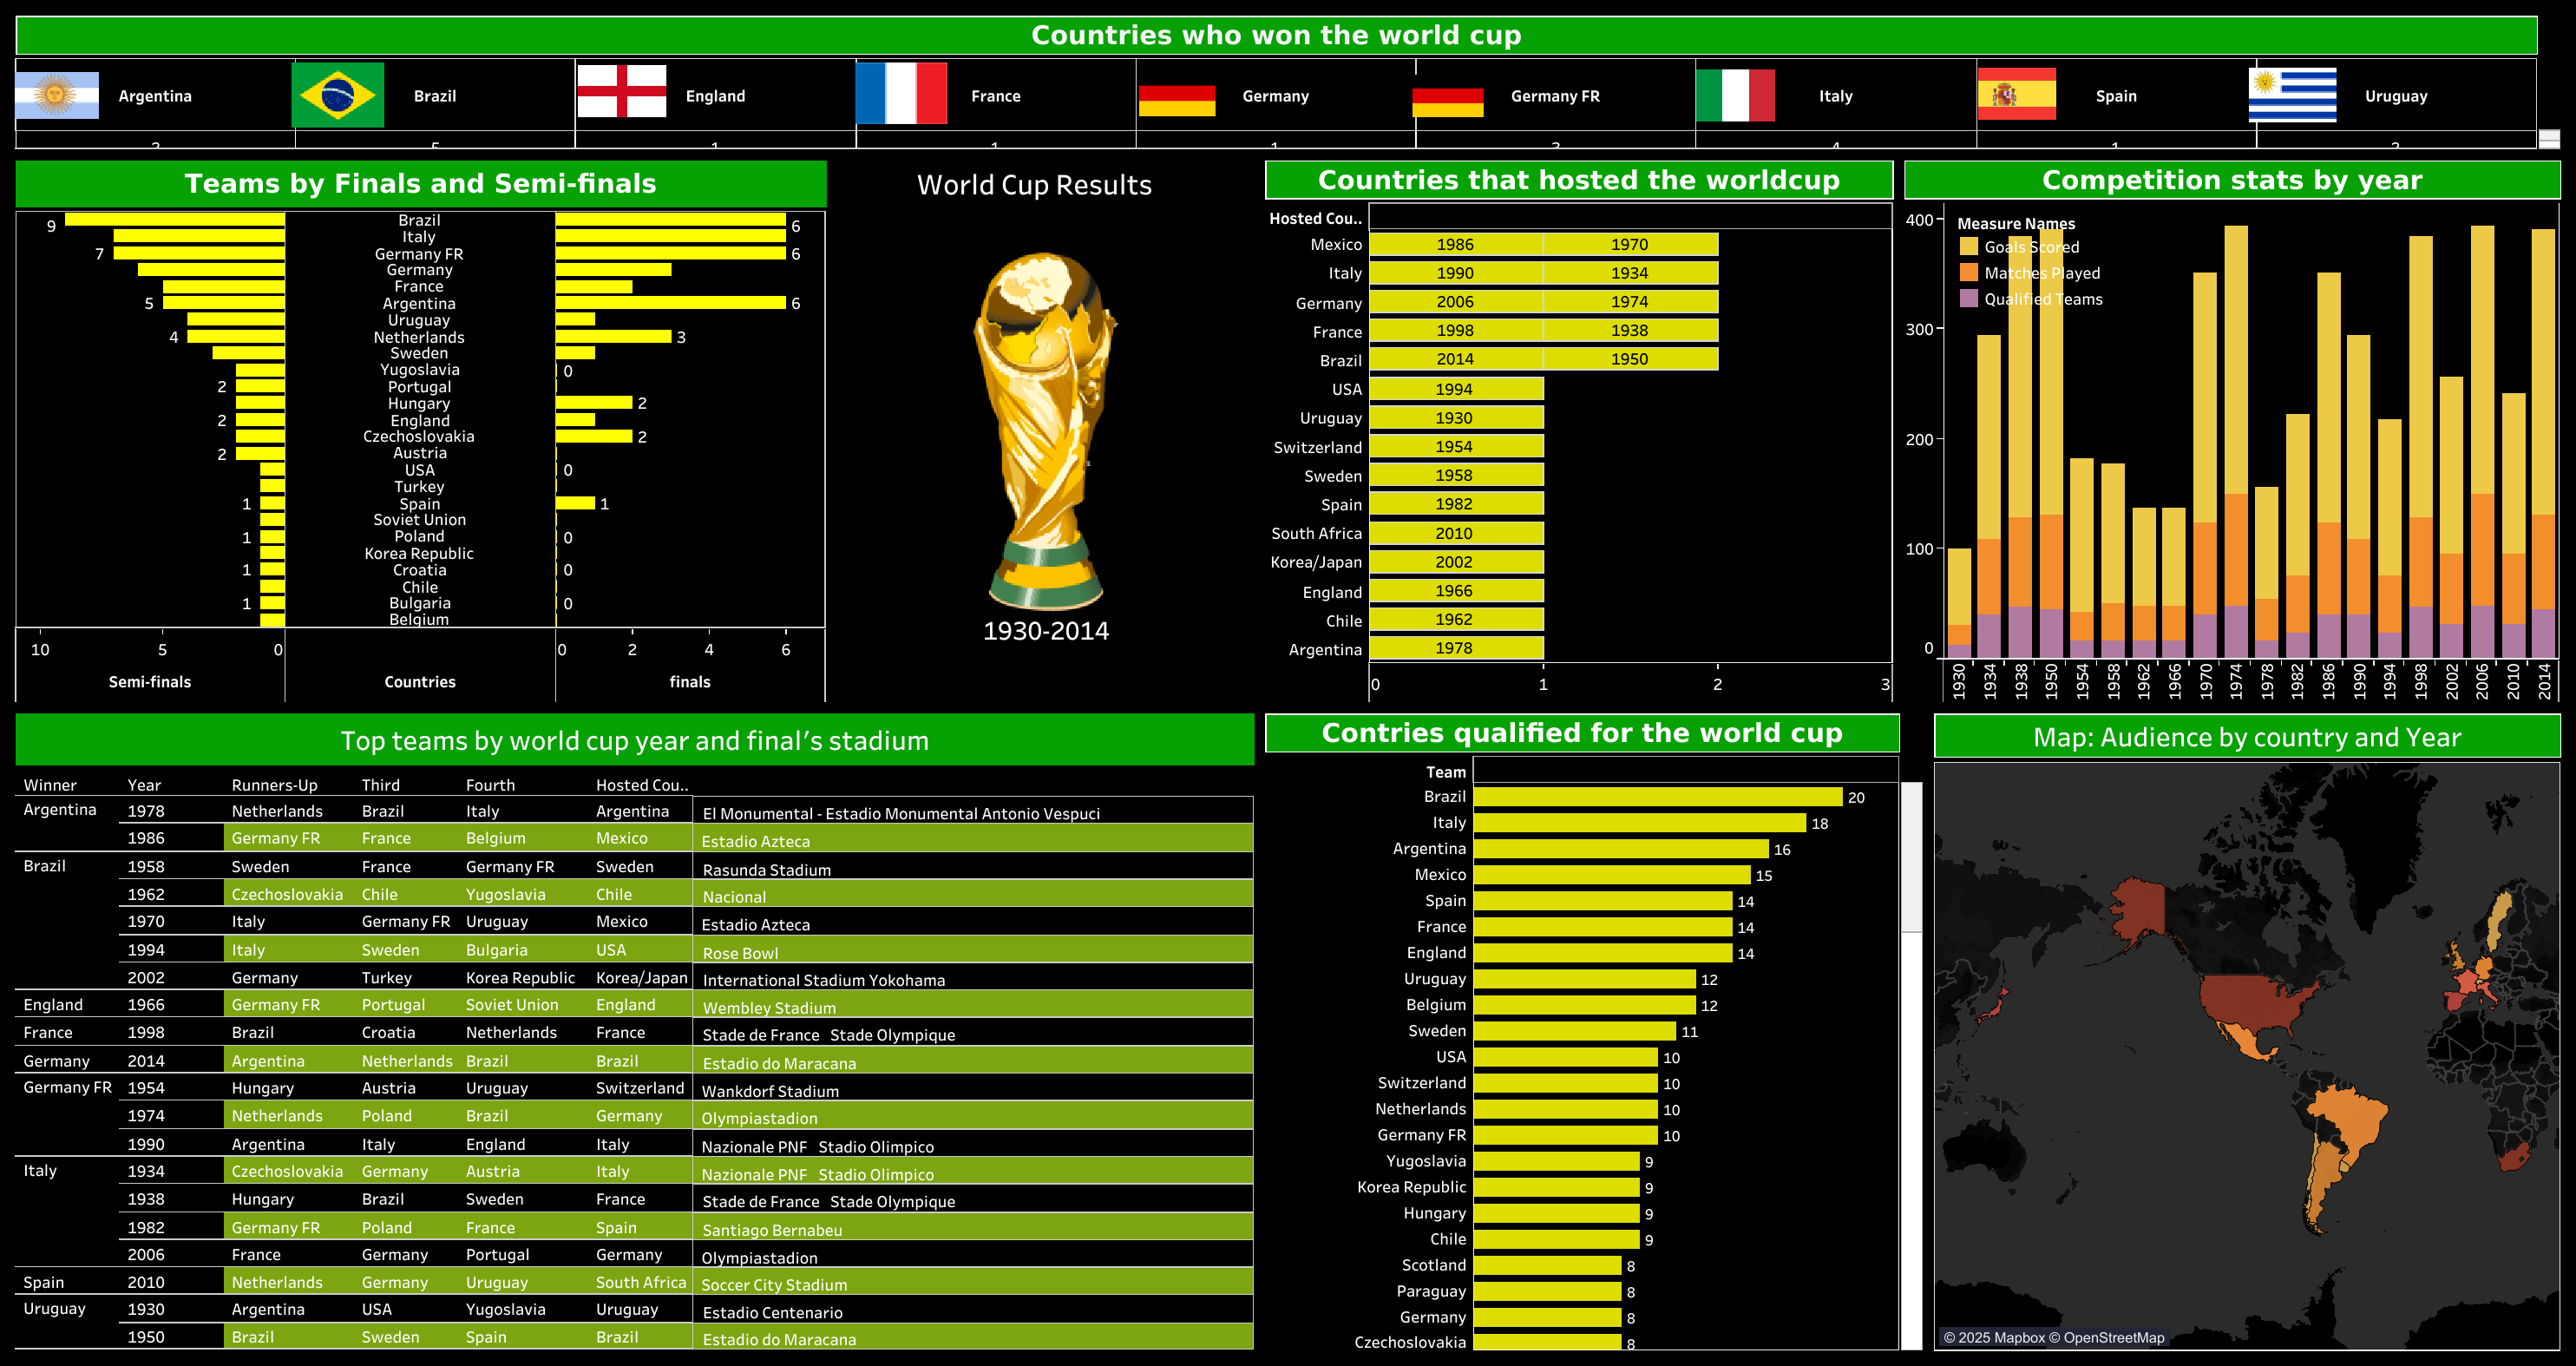 Countries who won the world cup
Argentina Brazil England France Germany Germany FR Italy Spain Uruguay
Teams by Finals and Semi-finals
9 Brazil 6
Italy
7 Germany FR 6
Germany
France
5 Argentina 6
Uruguay
4 Netherlands 3
Sweden
Yugoslavia 0
2 Portugal
Hungary 2
2 England
Czechoslovakia 2
2 Austria
USA 0
Turkey
1 Spain 1
Soviet Union
1 Poland 0
Korea Republic
1 Croatia 0
Chile
1 Bulgaria 0
Belgium
10 5 0 0 2 4 6
Semi-finals Countries finals
World Cup Results
1930-2014
Countries that hosted the worldcup
Hosted Cou..
Mexico 1986 1970
Italy 1990 1934
Germany 2006 1974
France 1998 1938
Brazil 2014 1950
USA 1994
Uruguay 1930
Switzerland 1954
Sweden 1958
Spain 1982
South Africa 2010
Korea/Japan 2002
England 1966
Chile 1962
Argentina 1978
0 1 2 3
Competition stats by year
Measure Names
Goals Scored
Matches Played
Qualified Teams
400
300
200
100
0
1930 1934 1938 1950 1954 1958 1962 1966 1970 1974 1978 1982 1986 1990 1994 1998 2002 2006 2010 2014
Top teams by world cup year and final's stadium
Winner Year Runners-Up Third Fourth Hosted Cou..
Argentina 1978 Netherlands Brazil Italy Argentina El Monumental - Estadio Monumental Antonio Vespuci
1986 Germany FR France Belgium Mexico Estadio Azteca
Brazil 1958 Sweden France Germany FR Sweden Rasunda Stadium
1962 Czechoslovakia Chile Yugoslavia Chile Nacional
1970 Italy Germany FR Uruguay Mexico Estadio Azteca
1994 Italy Sweden Bulgaria USA Rose Bowl
2002 Germany Turkey Korea Republic Korea/Japan International Stadium Yokohama
England 1966 Germany FR Portugal Soviet Union England Wembley Stadium
France 1998 Brazil Croatia Netherlands France Stade de France Stade Olympique
Germany 2014 Argentina Netherlands Brazil Brazil Estadio do Maracana
Germany FR 1954 Hungary Austria Uruguay Switzerland Wankdorf Stadium
1974 Netherlands Poland Brazil Germany Olympiastadion
1990 Argentina Italy England Italy Nazionale PNF Stadio Olimpico
Italy 1934 Czechoslovakia Germany Austria Italy Nazionale PNF Stadio Olimpico
1938 Hungary Brazil Sweden France Stade de France Stade Olympique
1982 Germany FR Poland France Spain Santiago Bernabeu
2006 France Germany Portugal Germany Olympiastadion
Spain 2010 Netherlands Germany Uruguay South Africa Soccer City Stadium
Uruguay 1930 Argentina USA Yugoslavia Uruguay Estadio Centenario
1950 Brazil Sweden Spain Brazil Estadio do Maracana
Contries qualified for the world cup
Team
Brazil 20
Italy 18
Argentina 16
Mexico 15
Spain 14
France 14
England 14
Uruguay 12
Belgium 12
Sweden 11
USA 10
Switzerland 10
Netherlands 10
Germany FR 10
Yugoslavia 9
Korea Republic 9
Hungary 9
Chile 9
Scotland 8
Paraguay 8
Germany 8
Czechoslovakia 8
Map: Audience by country and Year
© 2025 Mapbox © OpenStreetMap